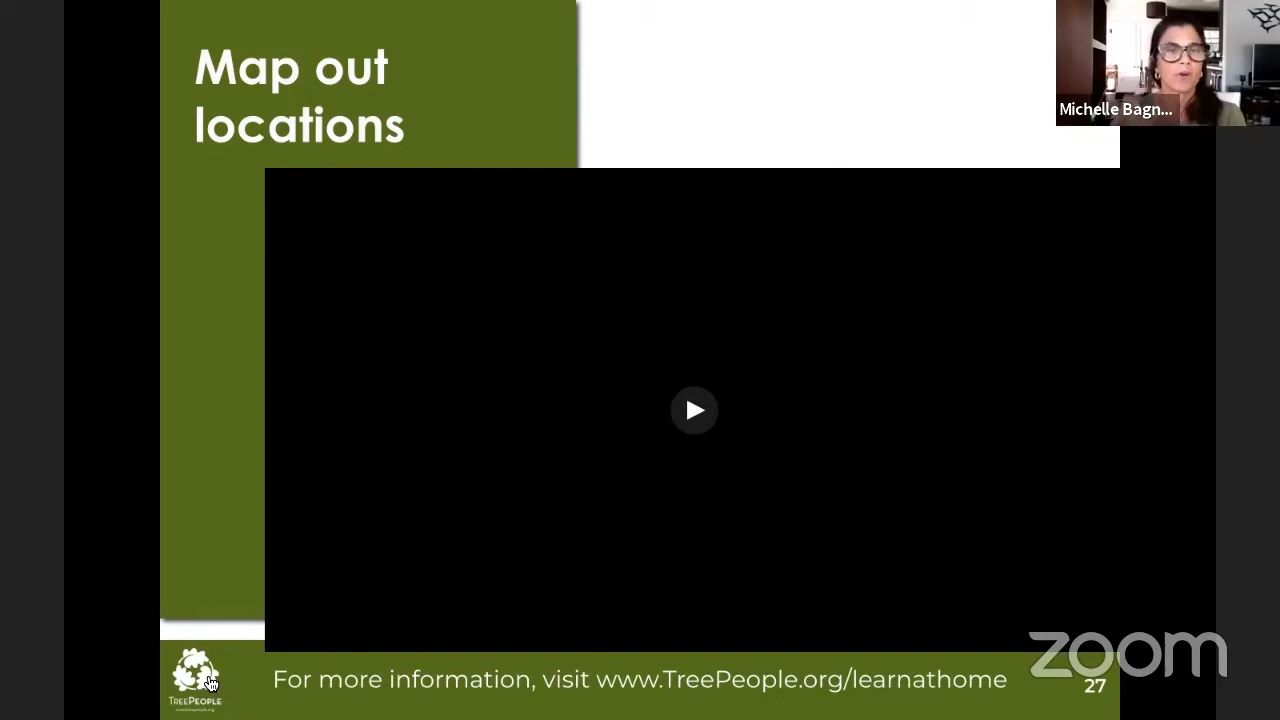 Map out
locations
Michelle Bagn...
For more information, visit www.TreePeople.org/learnathome
27
zoom
TREEPEOPLE